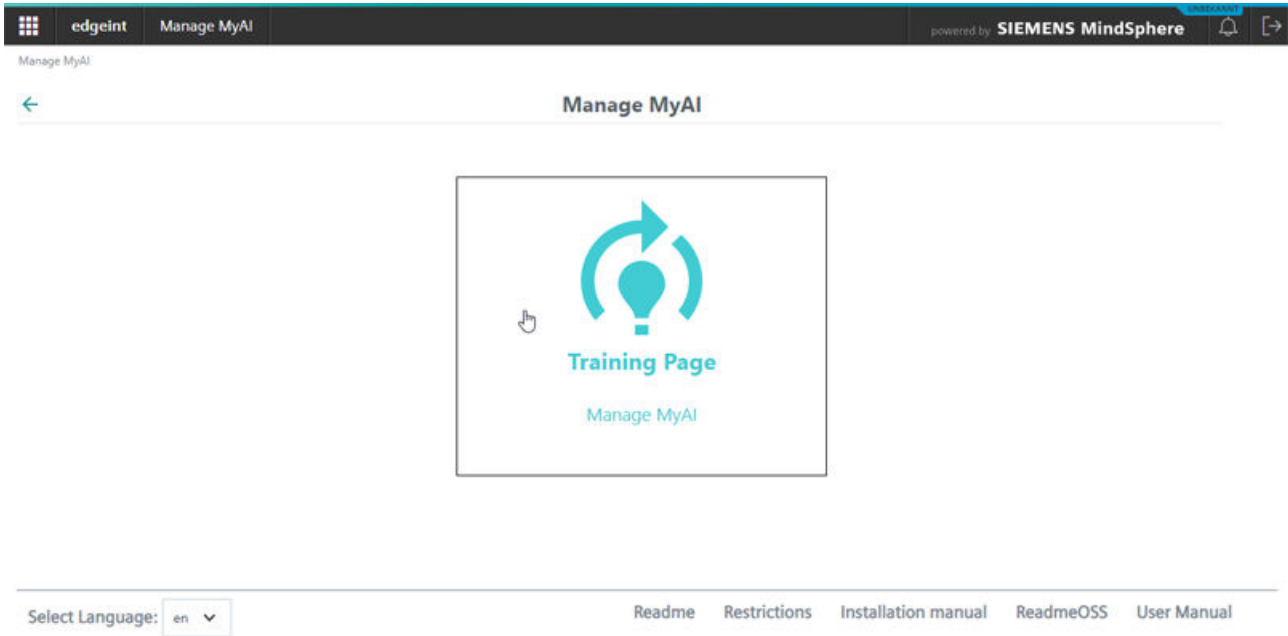 UNBEKANNT
edgeint Manage MyAI powered by SIEMENS MindSphere
Manage MyAI
Manage MyAI
Training Page
Manage MyAI
Select Language: en Readme Restrictions Installation manual ReadmeOSS User Manual